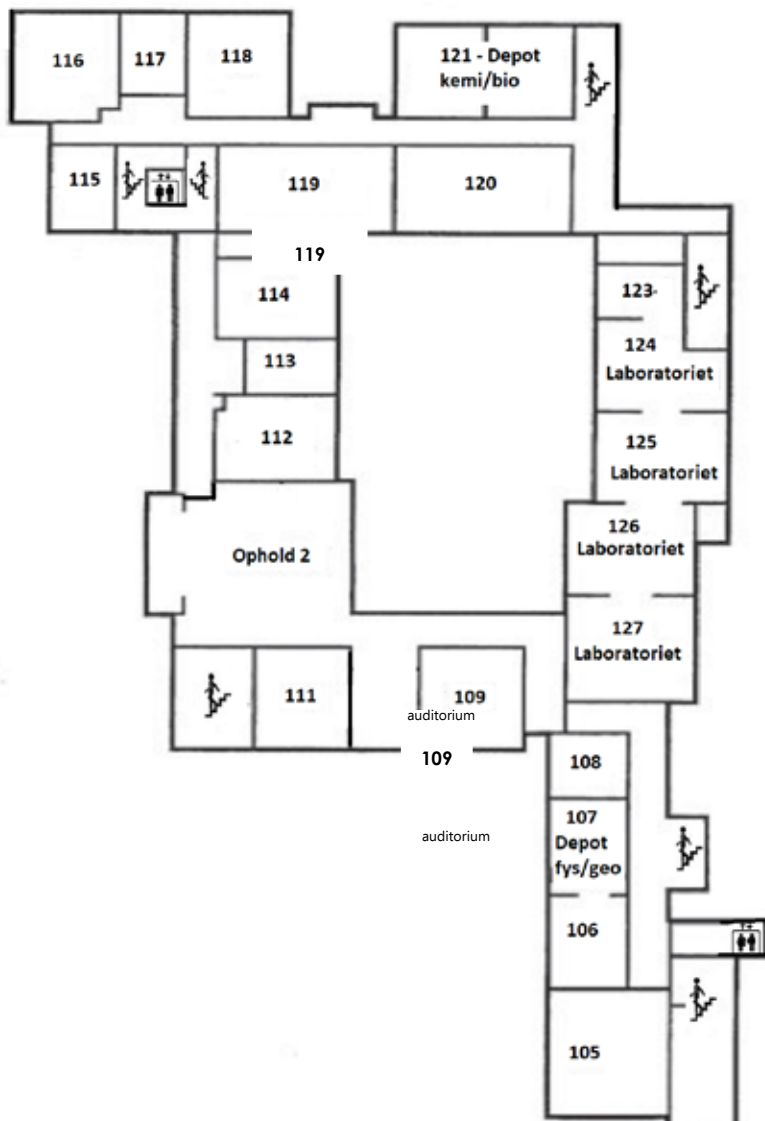 116
117
118
121 - Depot
kemi/bio
115
119
120
119
114
123-
124
Laboratoriet
113
112
125
Laboratoriet
126
Laboratoriet
Ophold 2
127
Laboratoriet
111
109
auditorium
109
108
107
Depot
fys/geo
auditorium
106
105